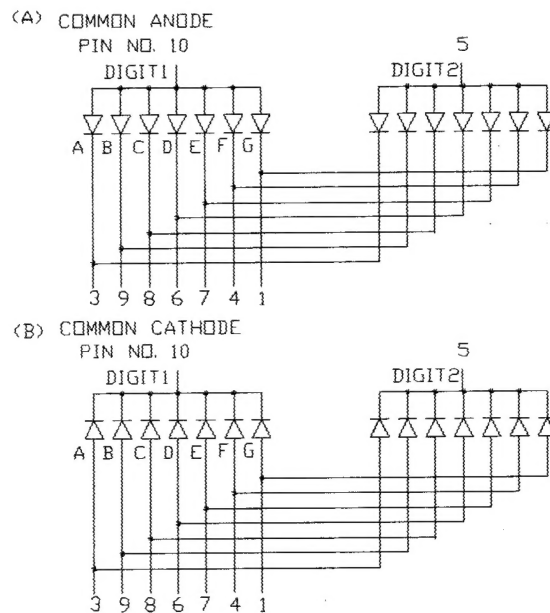 (A) COMMON ANODE
PIN NO. 10 5
DIGIT1 DIGIT2
A B C D E F G
3 9 8 6 7 4 1
(B) COMMON CATHODE
PIN NO. 10 5
DIGIT1 DIGIT2
A B C D E F G
3 9 8 6 7 4 1